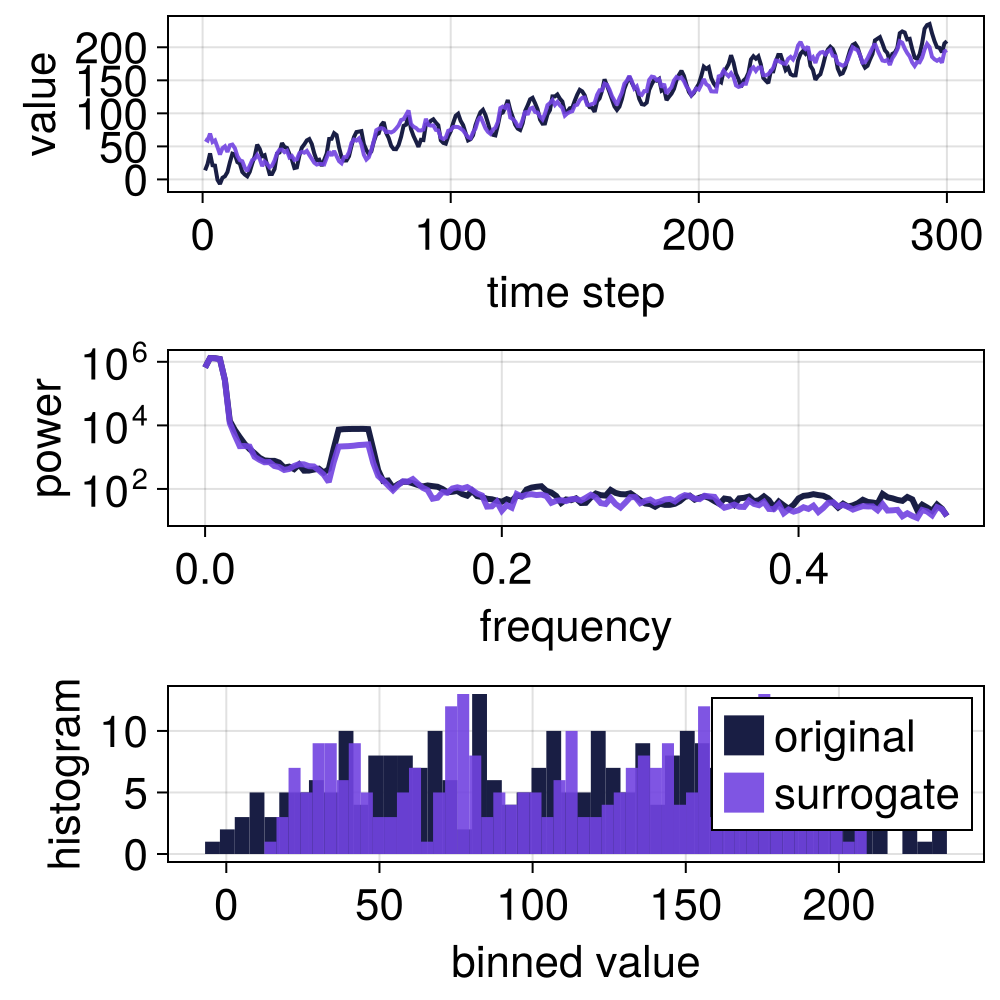 value
200
150
100
50
0
0 100 200 300
time step
power
10^6
10^4
10^2
0.0 0.2 0.4
frequency
histogram
10
5
0
original
surrogate
0 50 100 150 200
binned value